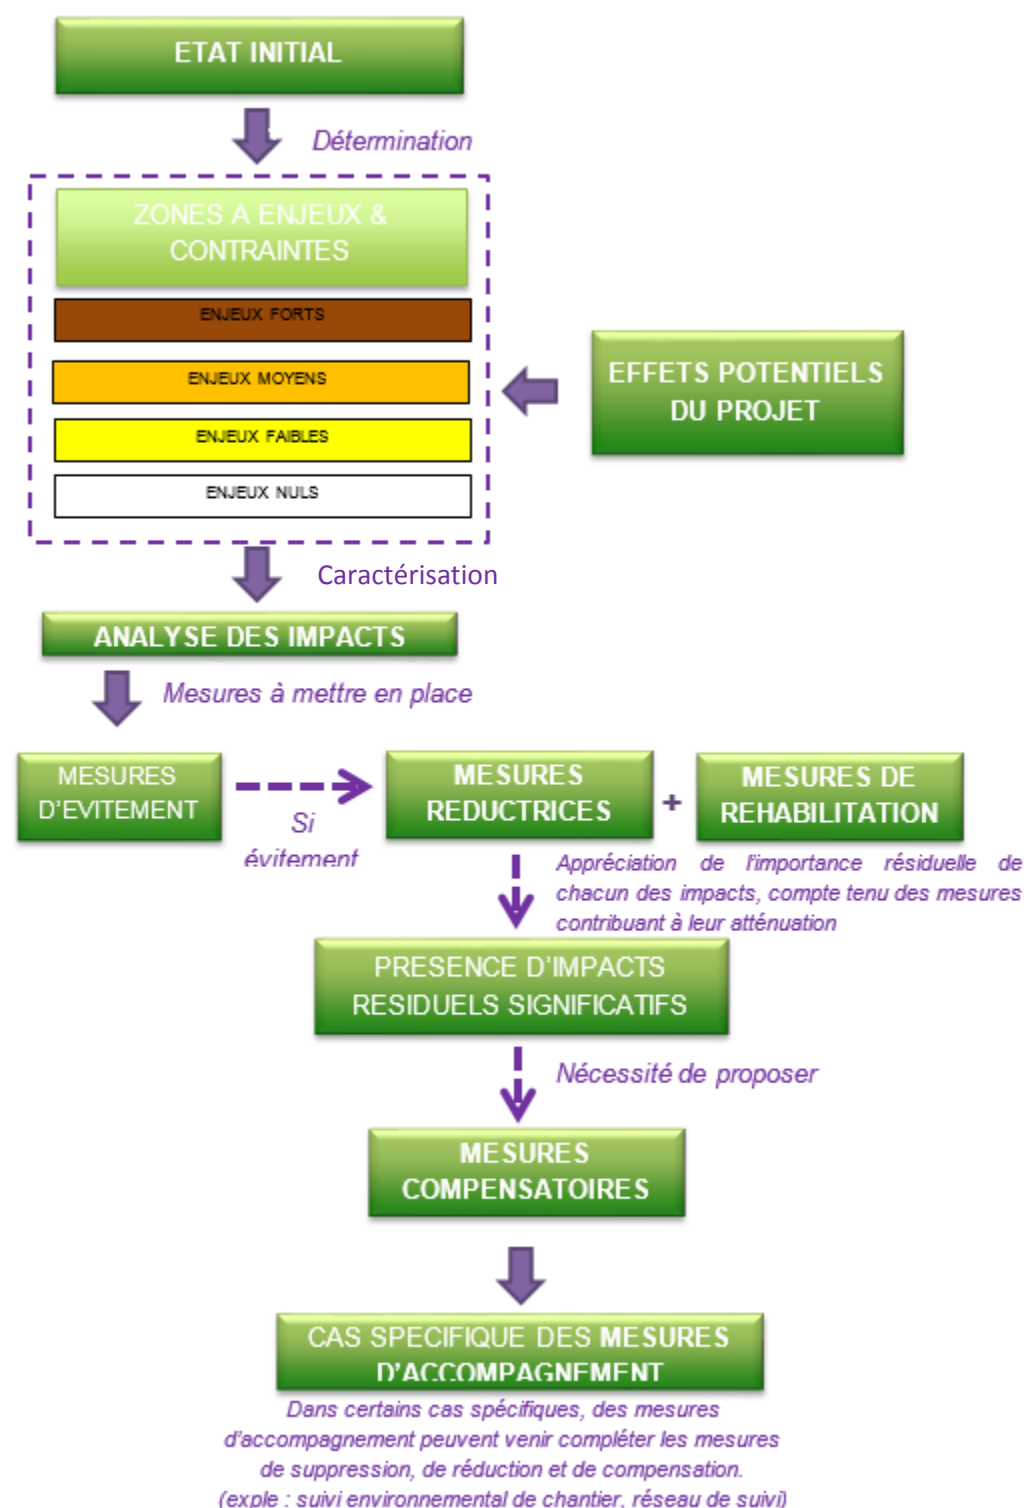 ETAT INITIAL
Détermination
ZONES A ENJEUX &
CONTRAINTES
ENJEUX FORTS
ENJEUX MOYENS
ENJEUX FAIBLES
ENJEUX NULS
EFFETS POTENTIELS
DU PROJET
Caractérisation
ANALYSE DES IMPACTS
Mesures à mettre en place
MESURES
D'EVITEMENT
Si
évitement
MESURES
REDUCTRICES
+
MESURES DE
REHABILITATION
Appréciation de l'importance résiduelle de
chacun des impacts, compte tenu des mesures
contribuant à leur atténuation
PRESENCE D'IMPACTS
RESIDUELS SIGNIFICATIFS
Nécessité de proposer
MESURES
COMPENSATOIRES
CAS SPECIFIQUE DES MESURES
D'ACCOMPAGNEMENT
Dans certains cas spécifiques, des mesures
d'accompagnement peuvent venir compléter les mesures
de suppression, de réduction et de compensation.
(exple : suivi environnemental de chantier, réseau de suivi)